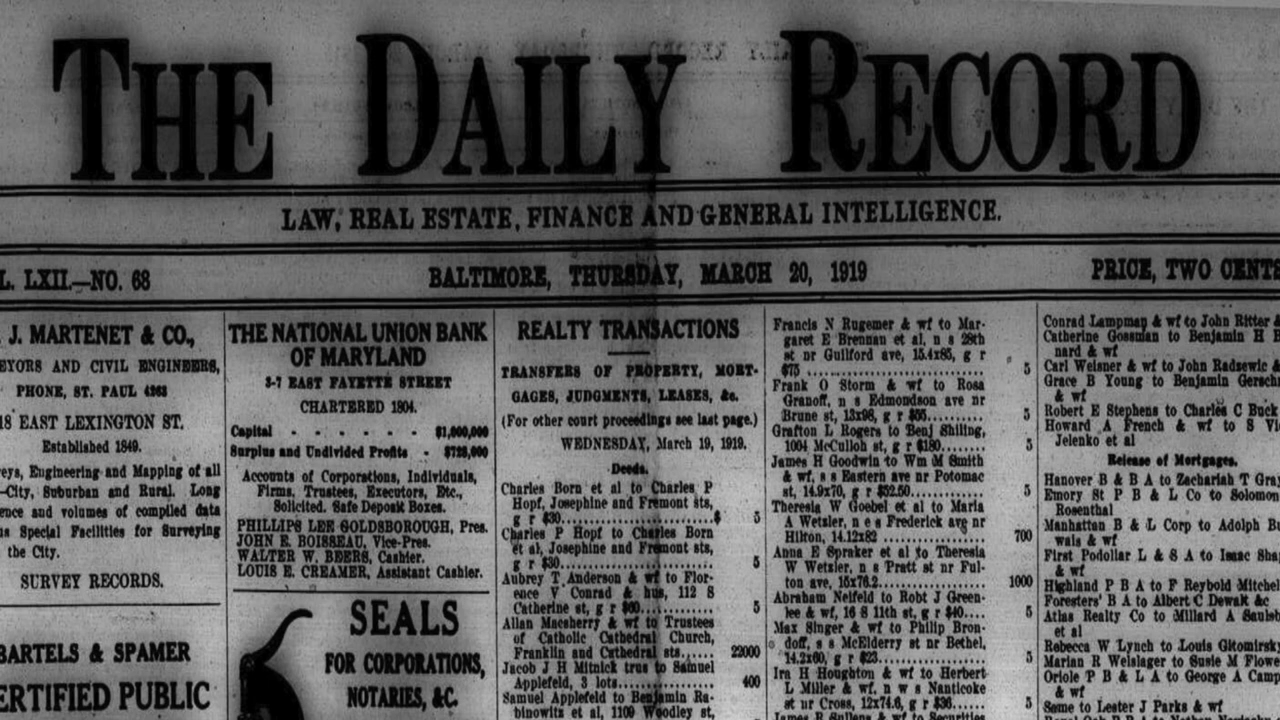 THE DAILY RECORD
LAW, REAL ESTATE, FINANCE AND GENERAL INTELLIGENCE.
L. LXII.—NO. 68
BALTIMORE, THURSDAY, MARCH 20, 1919
PRICE, TWO CENTS
J. MARTENET & CO.,
EYORS AND CIVIL ENGINEERS,
PHONE, ST. PAUL 4263
18 EAST LEXINGTON ST.
Established 1849.
eys, Engineering and Mapping of all
—City, Suburban and Rural. Long
ence and volumes of compiled data
us Special Facilities for Surveying
the City.
SURVEY RECORDS.
BARTELS & SPAMER
ERTIFIED PUBLIC
THE NATIONAL UNION BANK
OF MARYLAND
3-7 EAST FAYETTE STREET
CHARTERED 1804.
Capital - - - - - - $1,000,000
Surplus and Undivided Profits - $725,000
Accounts of Corporations, Individuals,
Firms, Trustees, Executors, Etc.,
Solicited. Safe Deposit Boxes.
PHILLIPS LEE GOLDSBOROUGH, Pres.
JOHN E. BOISSEAU, Vice-Pres.
WALTER W. BEERS, Cashier.
LOUIS E. CREAMER, Assistant Cashier.
SEALS
FOR CORPORATIONS,
NOTARIES, &C.
REALTY TRANSACTIONS
TRANSFERS OF PROPERTY, MORT-
GAGES, JUDGMENTS, LEASES, &c.
(For other court proceedings see last page.)
WEDNESDAY, March 19, 1919.
Deeds.
Charles Born et al to Charles P
Hopf, Josephine and Fremont sts,
g r $30..................$ 5
Charles P Hopf to Charles Born
et al, Josephine and Fremont sts,
g r $30.................. 5
Aubrey T Anderson & wf to Flor-
ence V Conrad & hus, 112 S
Catherine st, g r $60............ 5
Allan Macsherry & wf to Trustees
of Catholic Cathedral Church,
Franklin and Cathedral sts...... 22000
Jacob J H Mitnick trus to Samuel
Applefeld, 3 lots............... 400
Samuel Applefeld to Benjamin Ra-
binowitz et al, 1109 Woodley st,
Francis N Rugemer & wf to Mar-
garet E Brennan et al, n s 28th
st nr Guilford ave, 15.4x85, g r
$75 ........................ 5
Frank O Storm & wf to Rosa
Granoff, n s Edmondson ave nr
Brune st, 13x98, g r $55.......... 5
Grafton L Rogers to Benj Shiling,
1004 McCulloh st, g r $180........ 5
James H Goodwin to Wm M Smith
& wf, s s Eastern ave nr Potomac
st, 14.9x70, g r $52.50............ 5
Theresa W Goebel et al to Maria
A Wetzler, n e s Frederick ave nr
Hilton, 14.12x82 ................ 700
Anna E Spraker et al to Theresia
W Wetzler, n s Pratt st nr Ful-
ton ave, 15x76.2................ 1000
Abraham Neifeld to Robt J Green-
lee & wf, 16 S 11th st, g r $40.... 5
Max Singer & wf to Philip Bron-
doff, s s McElderry st nr Bethel,
14.2x60, g r $23................ 5
Ira H Houghton & wf to Herbert
L Miller & wf, n w s Nanticoke
st nr Cross, 12x74.6, g r $36...... 5
James R Sullens & wf to Securities
Conrad Lampman & wf to John Ritter &
Catherine Gossman to Benjamin H B
nard & wf
Carl Weisner & wf to John Radsewic &
Grace B Young to Benjamin Gersch
& wf
Robert E Stephens to Charles C Buck
Howard A French & wf to S Vi
Jelenko et al
Release of Mortgages.
Hanover B & B A to Zachariah T Gray
Emory St P B & L Co to Solomon
Rosenthal
Manhattan B & L Corp to Adolph Bu
wals & wf
First Podollar L & S A to Isaac Sha
& wf
Highland P B A to F Reybold Mitchel
Foresters' B A to Albert C Dewalt &c
Atlas Realty Co to Millard A Saulsb
et al
Rebecca W Lynch to Louis Gitomirsky
Marian R Weislager to Susie M Flowe
Oriole P B & L A to George A Camp
& wf
Same to Lester J Parks & wf